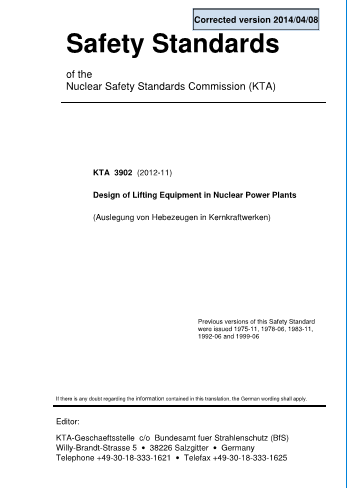 Corrected version 2014/04/08
Safety Standards
of the
Nuclear Safety Standards Commission (KTA)
KTA 3902 (2012-11)
Design of Lifting Equipment in Nuclear Power Plants
(Auslegung von Hebezeugen in Kernkraftwerken)
Previous versions of this Safety Standard
were issued 1975-11, 1978-06, 1983-11,
1992-06 and 1999-06
If there is any doubt regarding the information contained in this translation, the German wording shall apply.
Editor:
KTA-Geschaeftsstelle c/o Bundesamt fuer Strahlenschutz (BfS)
Willy-Brandt-Strasse 5 • 38226 Salzgitter • Germany
Telephone +49-30-18-333-1621 • Telefax +49-30-18-333-1625